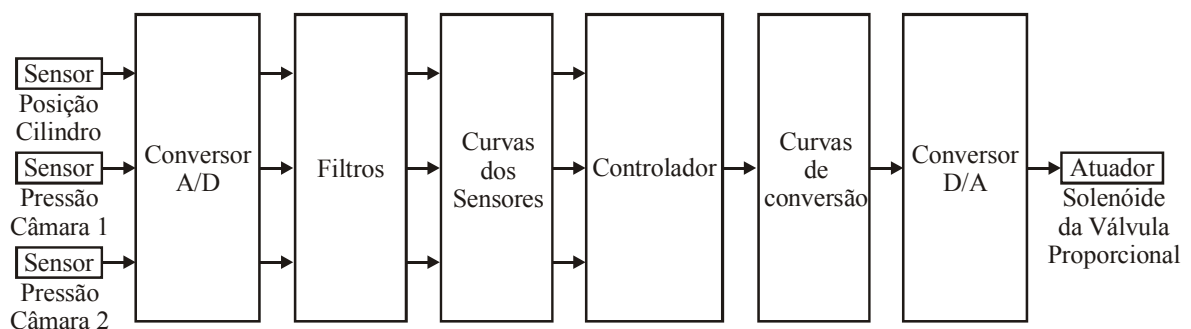 Sensor
Posição
Cilindro
Sensor
Pressão
Câmara 1
Sensor
Pressão
Câmara 2
Conversor
A/D
Filtros
Curvas
dos
Sensores
Controlador
Curvas
de
conversão
Conversor
D/A
Atuador
Solenóide
da Válvula
Proporcional